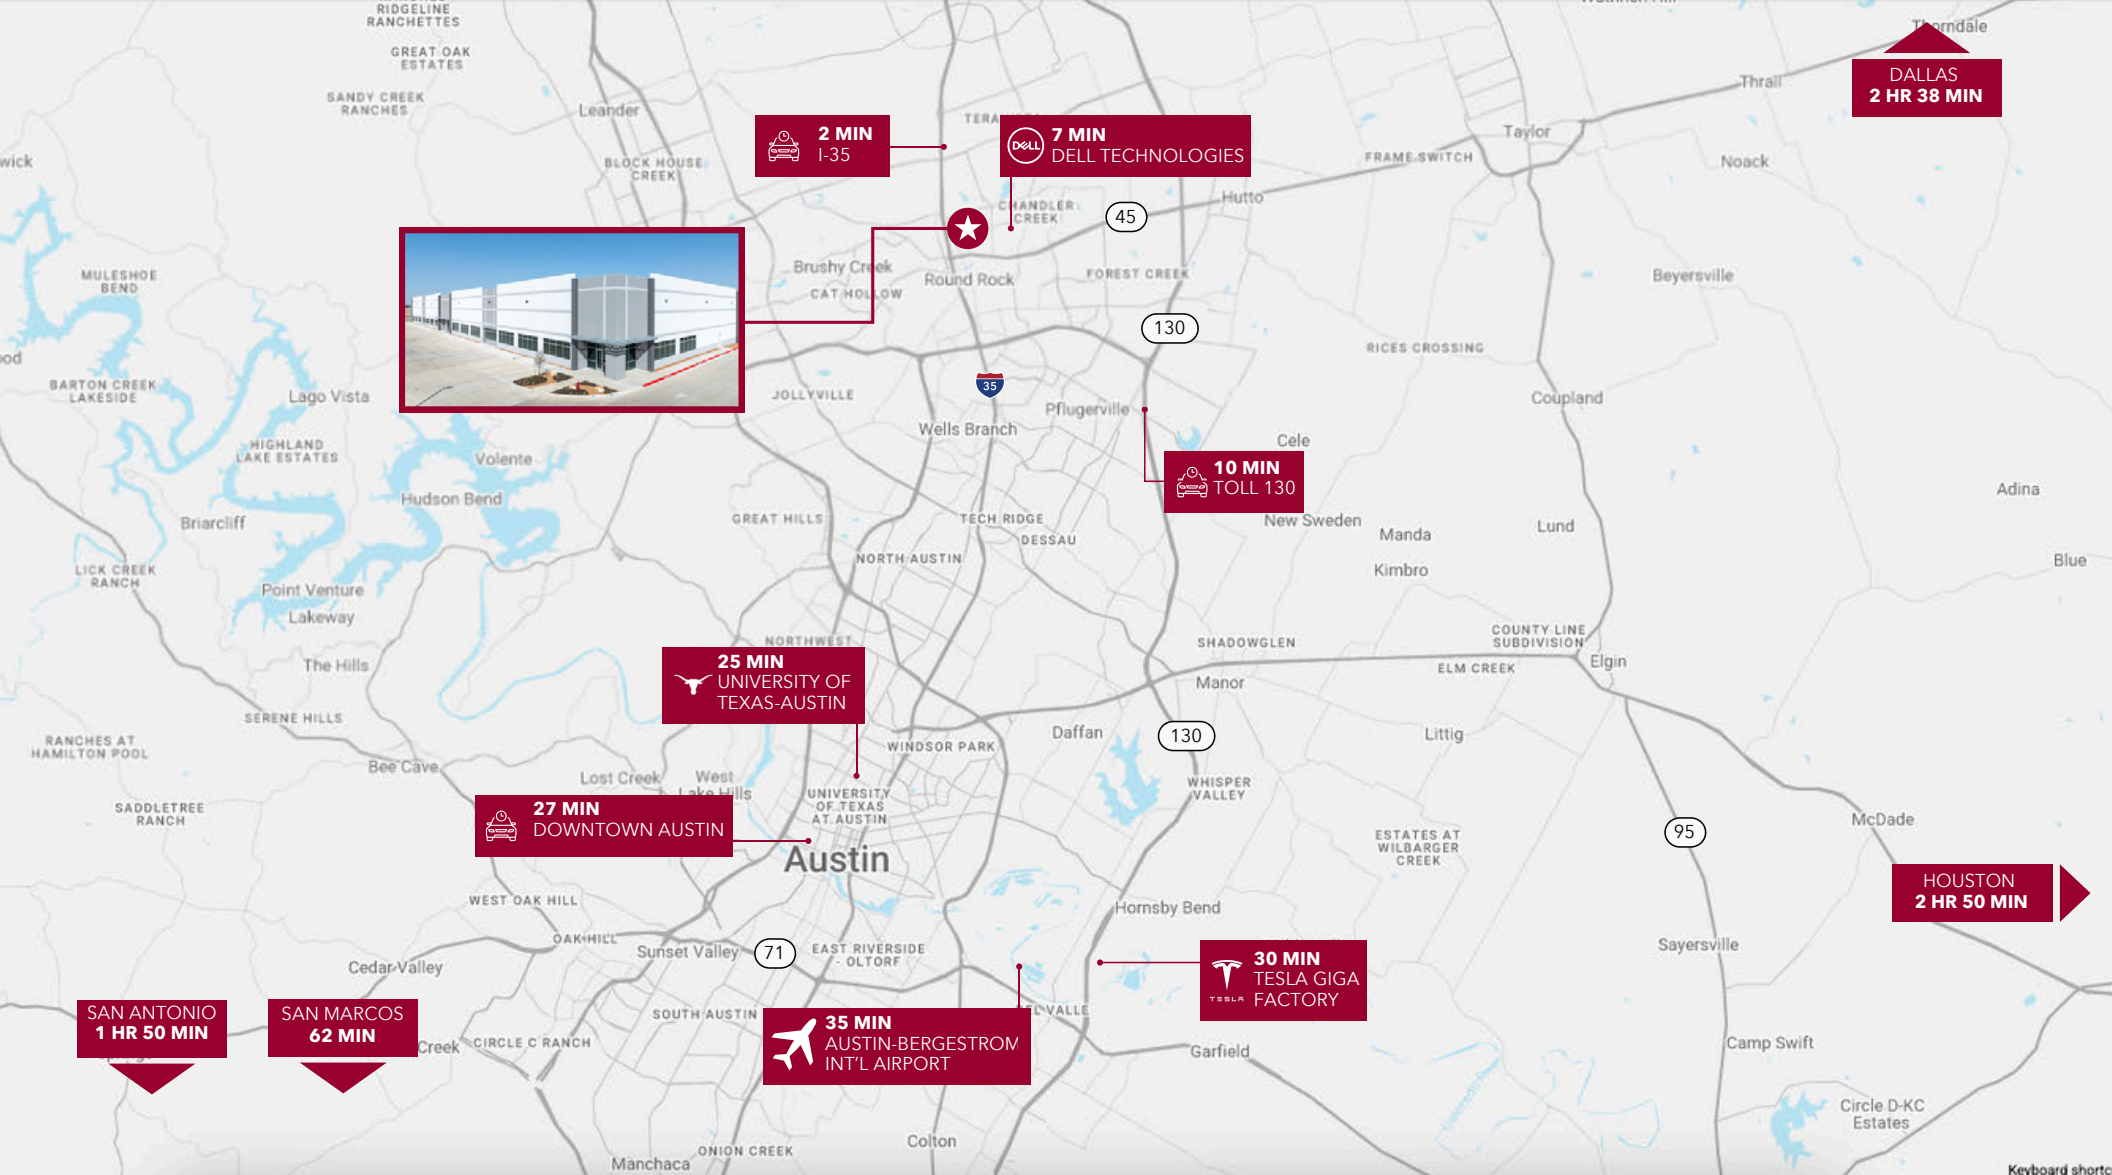 RIDGELINE
RANCHETTES
GREAT OAK
ESTATES
Thorndale
DALLAS
2 HR 38 MIN
Thrall
SANDY CREEK
RANCHES
Leander
2 MIN
I-35
7 MIN
DELL
DELL TECHNOLOGIES
Taylor
FRAME SWITCH
Noack
wick
BLOCK HOUSE
CREEK
CHANDLER
CREEK
45
Hutto
MULESHOE
BEND
Brushy Creek
CAT HOLLOW
Round Rock
FOREST CREEK
Beyersville
130
RICES CROSSING
35
BARTON CREEK
LAKESIDE
Lago Vista
JOLLYVILLE
Pflugerville
Coupland
Wells Branch
Cele
HIGHLAND
LAKE ESTATES
Volente
10 MIN
TOLL 130
Hudson Bend
Adina
Briarcliff
GREAT HILLS
TECH RIDGE
New Sweden
DESSAU
Manda
Lund
NORTH AUSTIN
Blue
LICK CREEK
RANCH
Kimbro
Point Venture
Lakeway
NORTHWEST
SHADOWGLEN
COUNTY LINE
SUBDIVISION
The Hills
25 MIN
UNIVERSITY OF
TEXAS-AUSTIN
ELM CREEK
Elgin
Manor
SERENE HILLS
RANCHES AT
HAMILTON POOL
WINDSOR PARK
Daffan
130
Littig
Bee Cave
Lost Creek
West
Lake Hills
WHISPER
VALLEY
UNIVERSITY
OF TEXAS
AT AUSTIN
SADDLETREE
RANCH
27 MIN
DOWNTOWN AUSTIN
Austin
ESTATES AT
WILBARGER
CREEK
95
McDade
HOUSTON
2 HR 50 MIN
WEST OAK HILL
Hornsby Bend
OAK HILL
Sunset Valley
71
EAST RIVERSIDE
- OLTORF
Sayersville
Cedar Valley
30 MIN
TESLA GIGA
FACTORY
TESLA
SAN ANTONIO
1 HR 50 MIN
SAN MARCOS
62 MIN
SOUTH AUSTIN
35 MIN
AUSTIN-BERGESTROM
INT'L AIRPORT
Creek
CIRCLE C RANCH
Garfield
Camp Swift
Circle D-KC
Estates
Colton
ONION CREEK
Manchaca
Keyboard shortc